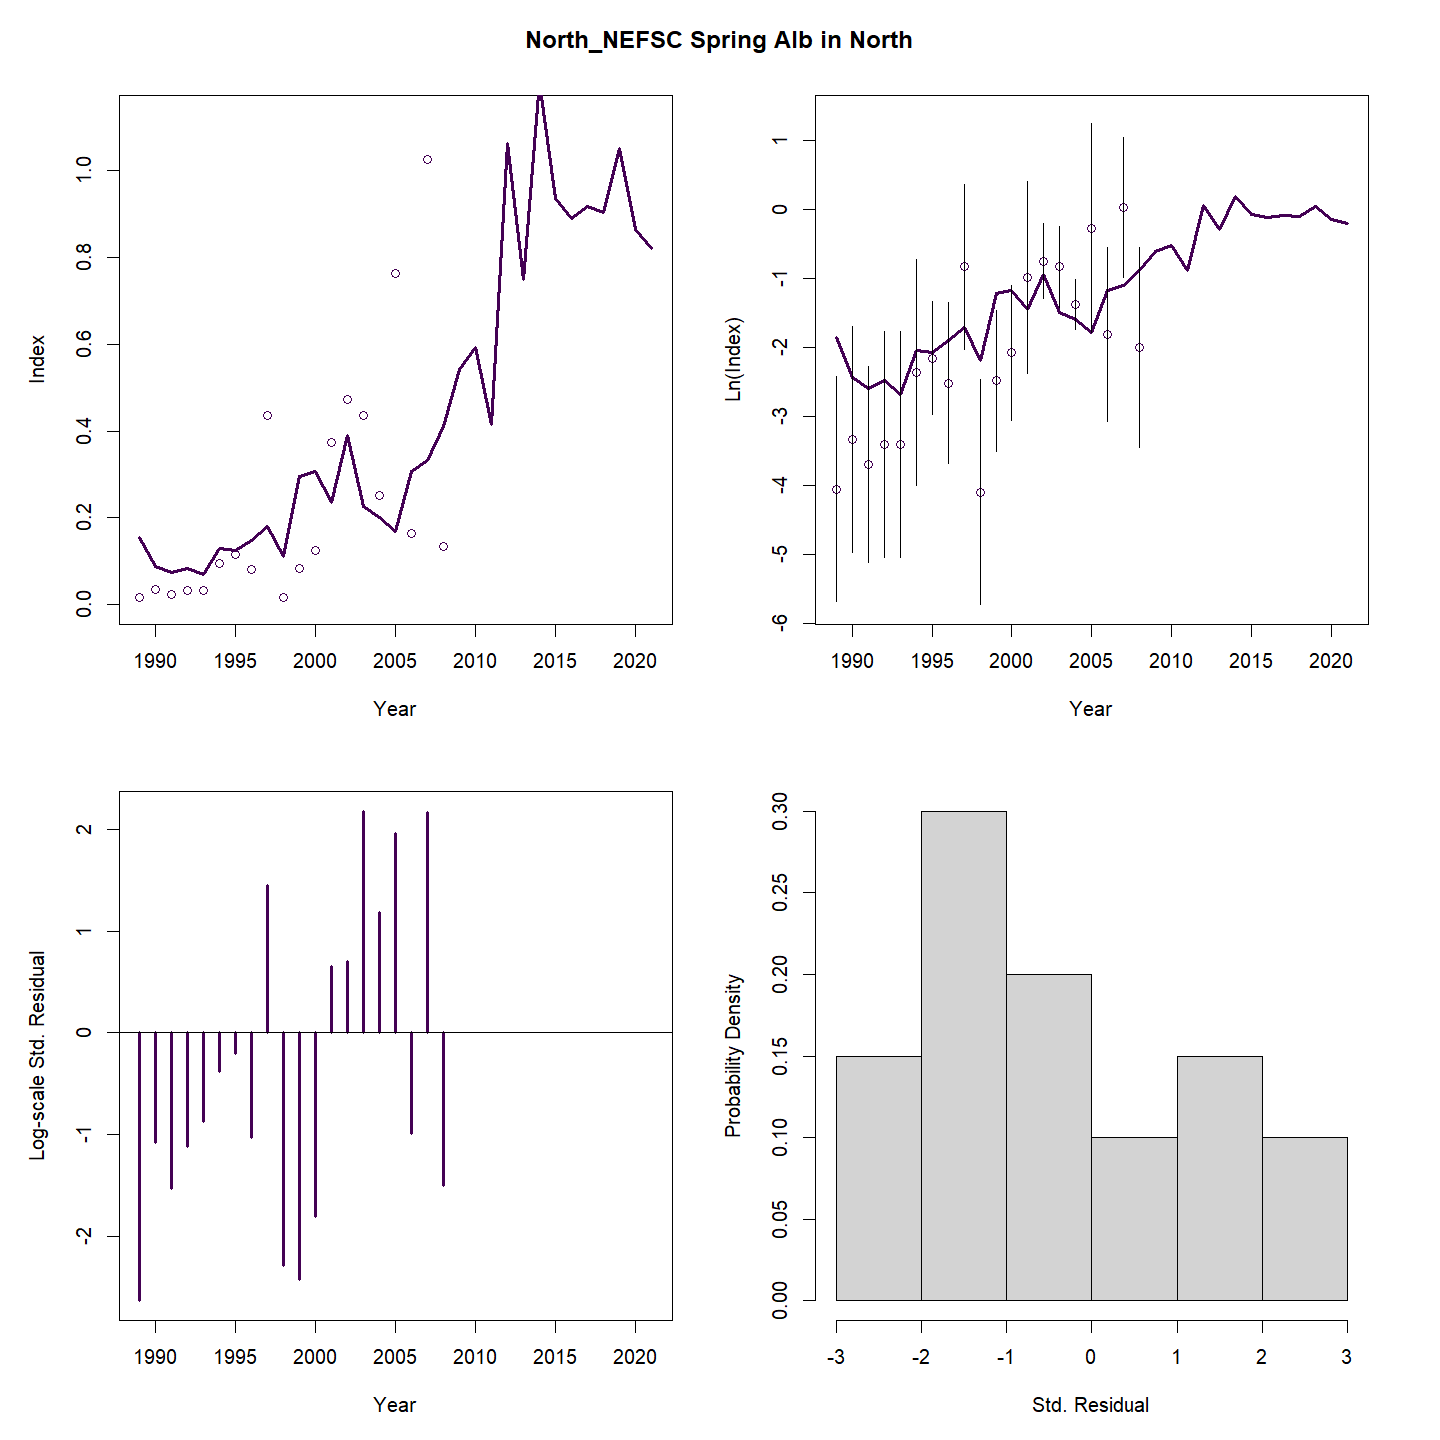 North_NEFSC Spring Alb in North
Index
0.0 0.2 0.4 0.6 0.8 1.0
1990 1995 2000 2005 2010 2015 2020
Year
Ln(Index)
-6 -5 -4 -3 -2 -1 0 1
1990 1995 2000 2005 2010 2015 2020
Year
Log-scale Std. Residual
-2 -1 0 1 2
1990 1995 2000 2005 2010 2015 2020
Year
Probability Density
0.00 0.05 0.10 0.15 0.20 0.25 0.30
-3 -2 -1 0 1 2 3
Std. Residual